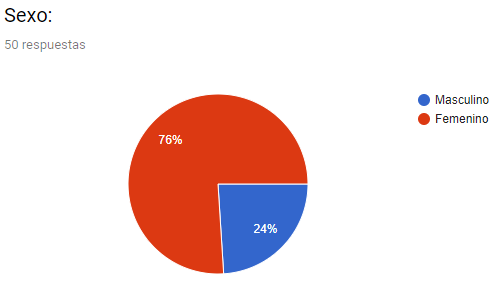 Sexo:
50 respuestas
Masculino
Femenino
76%
24%